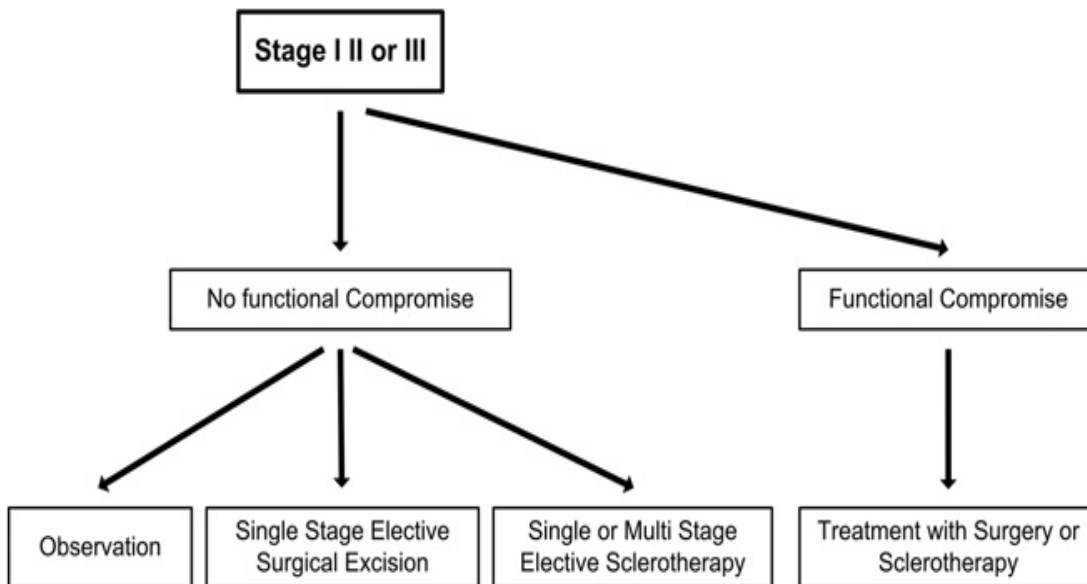 Stage I II or III
No functional Compromise
Functional Compromise
Observation
Single Stage Elective
Surgical Excision
Single or Multi Stage
Elective Sclerotherapy
Treatment with Surgery or
Sclerotherapy